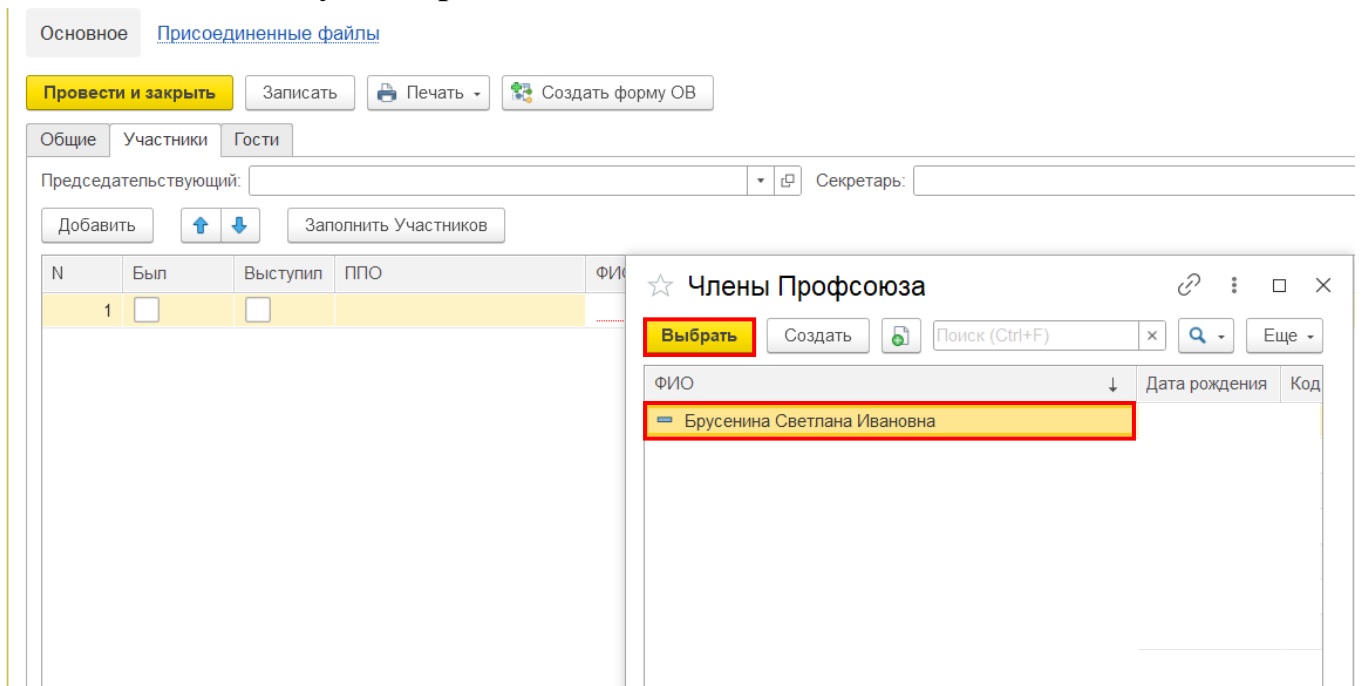 Основное Присоединенные файлы
Провести и закрыть Записать Печать Создать форму ОВ
Общие Участники Гости
Председательствующий: Секретарь:
Добавить Заполнить Участников
N Был Выступил ППО
1
Члены Профсоюза
Выбрать Создать Поиск (Ctrl+F) × Еще
ФИО ↓ Дата рождения Код
Брусенина Светлана Ивановна